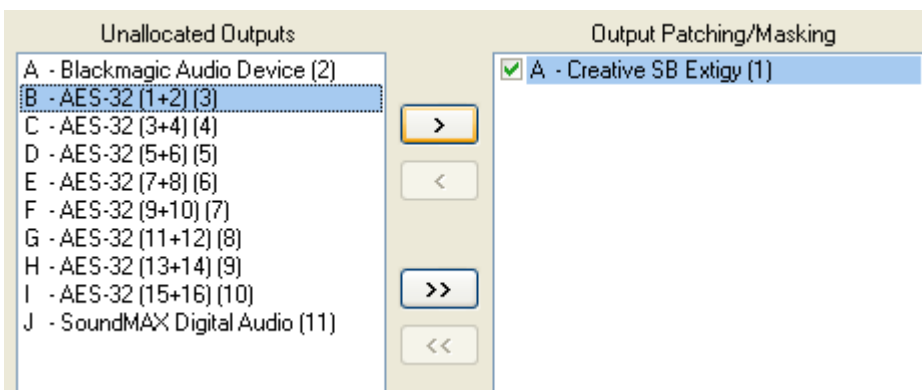 Unallocated Outputs
A - Blackmagic Audio Device (2)
B - AES-32 (1+2) (3)
C - AES-32 (3+4) (4)
D - AES-32 (5+6) (5)
E - AES-32 (7+8) (6)
F - AES-32 (9+10) (7)
G - AES-32 (11+12) (8)
H - AES-32 (13+14) (9)
I - AES-32 (15+16) (10)
J - SoundMAX Digital Audio (11)
>
<
>>
<<
Output Patching/Masking
A - Creative SB Extigy (1)